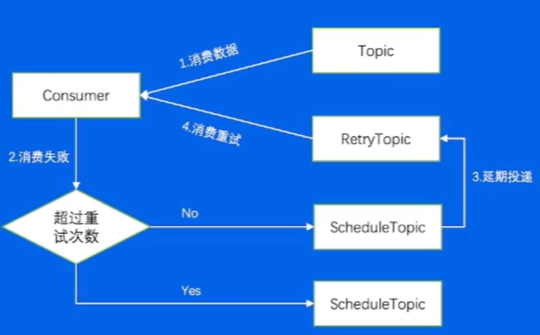 1.消费数据
Topic
Consumer
4.消费重试
RetryTopic
2.消费失败
3.延期投递
超过重
试次数
No
ScheduleTopic
Yes
ScheduleTopic